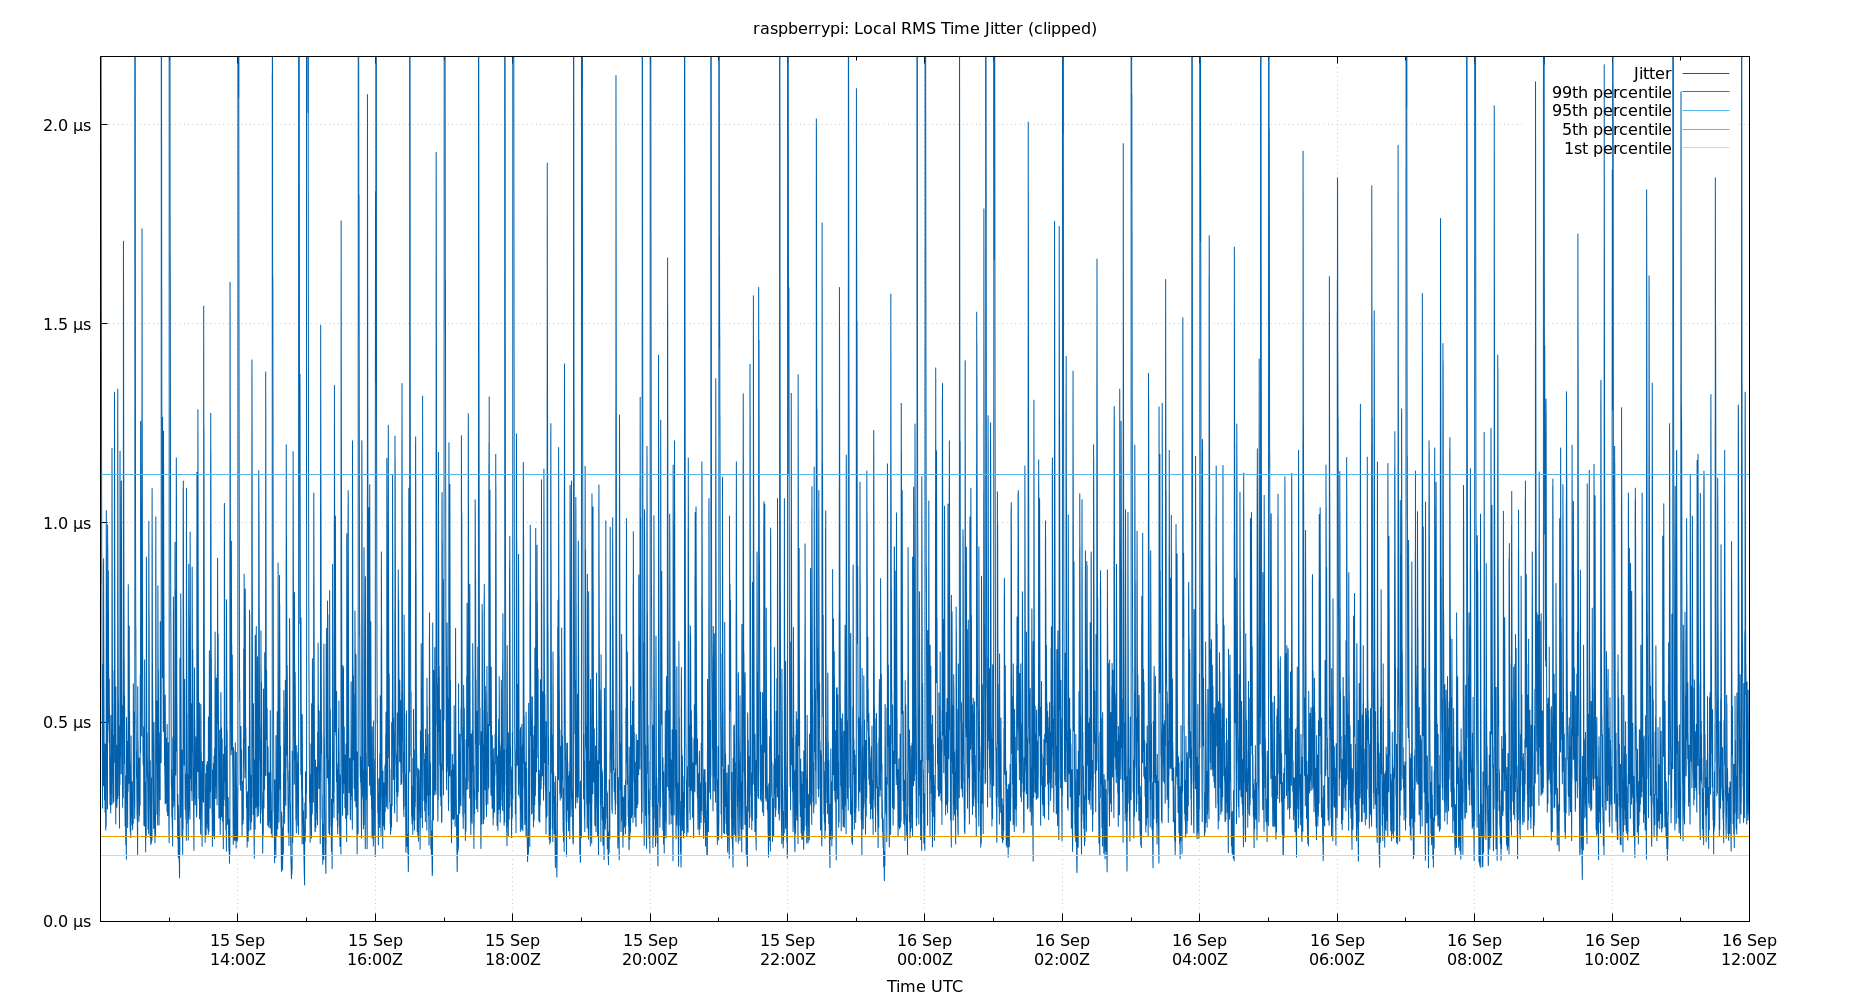 raspberrypi: Local RMS Time Jitter (clipped)
Jitter
99th percentile
95th percentile
5th percentile
1st percentile
2.0 µs
1.5 µs
1.0 µs
0.5 µs
0.0 µs
15 Sep 15 Sep 15 Sep 15 Sep 15 Sep 16 Sep 16 Sep 16 Sep 16 Sep 16 Sep 16 Sep 16 Sep
14:00Z 16:00Z 18:00Z 20:00Z 22:00Z 00:00Z 02:00Z 04:00Z 06:00Z 08:00Z 10:00Z 12:00Z
Time UTC